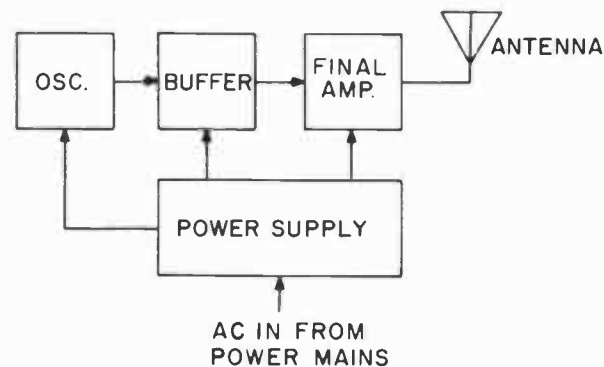 OSC.
BUFFER
FINAL
AMP.
ANTENNA
POWER SUPPLY
AC IN FROM
POWER MAINS